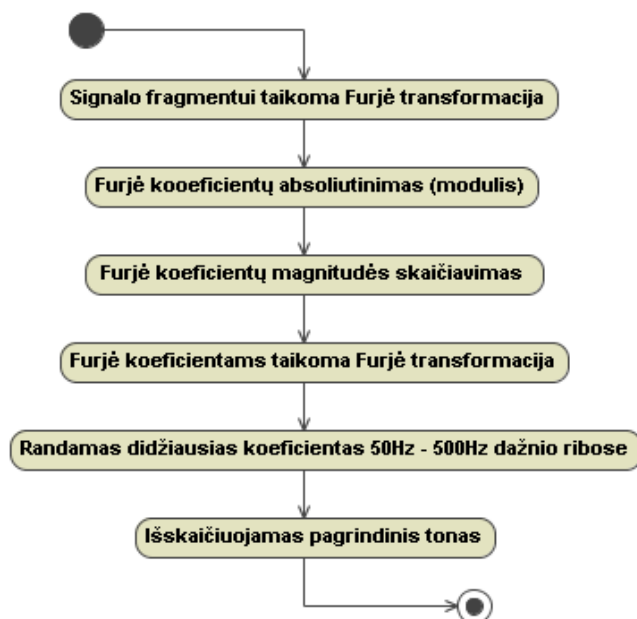 Signalo fragmentui taikoma Furjė transformacija
Furjė kooeficientų absoliutinimas (modulis)
Furjė koeficientų magnitudės skaičiavimas
Furjė koeficientams taikoma Furjė transformacija
Randamas didžiausias koeficientas 50Hz - 500Hz dažnio ribose
Išskaičiuojamas pagrindinis tonas